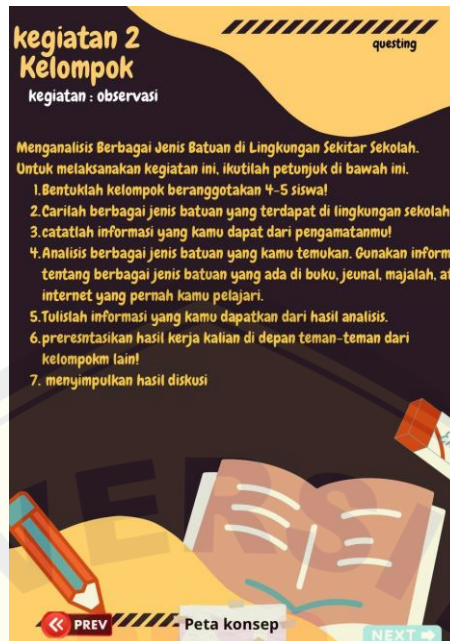 kegiatan 2
Kelompok
questing
kegiatan : observasi
Menganalisis Berbagai Jenis Batuan di Lingkungan Sekitar Sekolah.
Untuk melaksanakan kegiatan ini, ikutilah petunjuk di bawah ini.
1.Bentuklah kelompok beranggotakan 4-5 siswa!
2.Carilah berbagai jenis batuan yang terdapat di lingkungan sekolah
3.catatlah informasi yang kamu dapat dari pengamatanmu!
4.Analisis berbagai jenis batuan yang kamu temukan. Gunakan inform
tentang berbagai jenis batuan yang ada di buku, jeunal, majalah, at
internet yang pernah kamu pelajari.
5.Tulislah informasi yang kamu dapatkan dari hasil analisis.
6.preresntasikan hasil kerja kalian di depan teman-teman dari
kelompokm lain!
7. menyimpulkan hasil diskusi
PREV
Peta konsep
NEXT